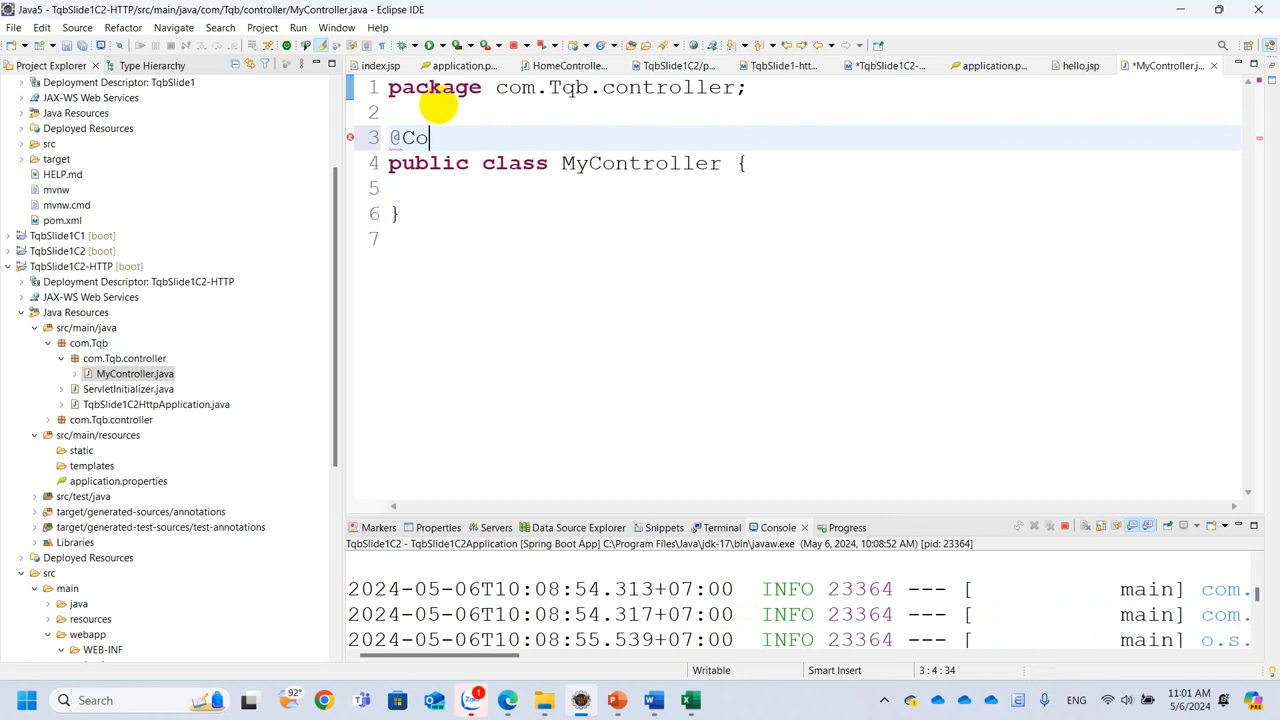 Java5 - TqbSlide1C2-HTTP/src/main/java/com/Tqb/controller/MyController.java - Eclipse IDE
File Edit Source Refactor Navigate Search Project Run Window Help
Project Explorer Type Hierarchy
index.jsp application.p... HomeControlle... TqbSlide1C2/p... TqbSlide1-htt... *TqbSlide1C2-... application.p... hello.jsp *MyController.j...
Deployment Descriptor: TqbSlide1
JAX-WS Web Services
Java Resources
Deployed Resources
src
target
HELP.md
mvnw
mvnw.cmd
pom.xml
TqbSlide1C1 [boot]
TqbSlide1C2 [boot]
TqbSlide1C2-HTTP [boot]
Deployment Descriptor: TqbSlide1C2-HTTP
JAX-WS Web Services
Java Resources
src/main/java
com.Tqb
com.Tqb.controller
MyController.java
ServletInitializer.java
TqbSlide1C2HttpApplication.java
com.Tqb.controller
src/main/resources
static
templates
application.properties
src/test/java
target/generated-sources/annotations
target/generated-test-sources/test-annotations
Libraries
Deployed Resources
src
main
java
resources
webapp
WEB-INF
1 package com.Tqb.controller;
2
3 @Co
4 public class MyController {
5
6 }
7
Markers Properties Servers Data Source Explorer Snippets Terminal Console Progress
TqbSlide1C2 - TqbSlide1C2Application [Spring Boot App] C:\Program Files\Java\jdk-17\bin\javaw.exe (May 6, 2024, 10:08:52 AM) [pid: 23364]
2024-05-06T10:08:54.313+07:00 INFO 23364 --- [ main] com.
2024-05-06T10:08:54.317+07:00 INFO 23364 --- [ main] com.
2024-05-06T10:08:55.539+07:00 INFO 23364 --- [ main] o.s.
Writable Smart Insert 3 : 4 : 34
Search 92° Zalo 1 ENG 11:01 AM
5/6/2024